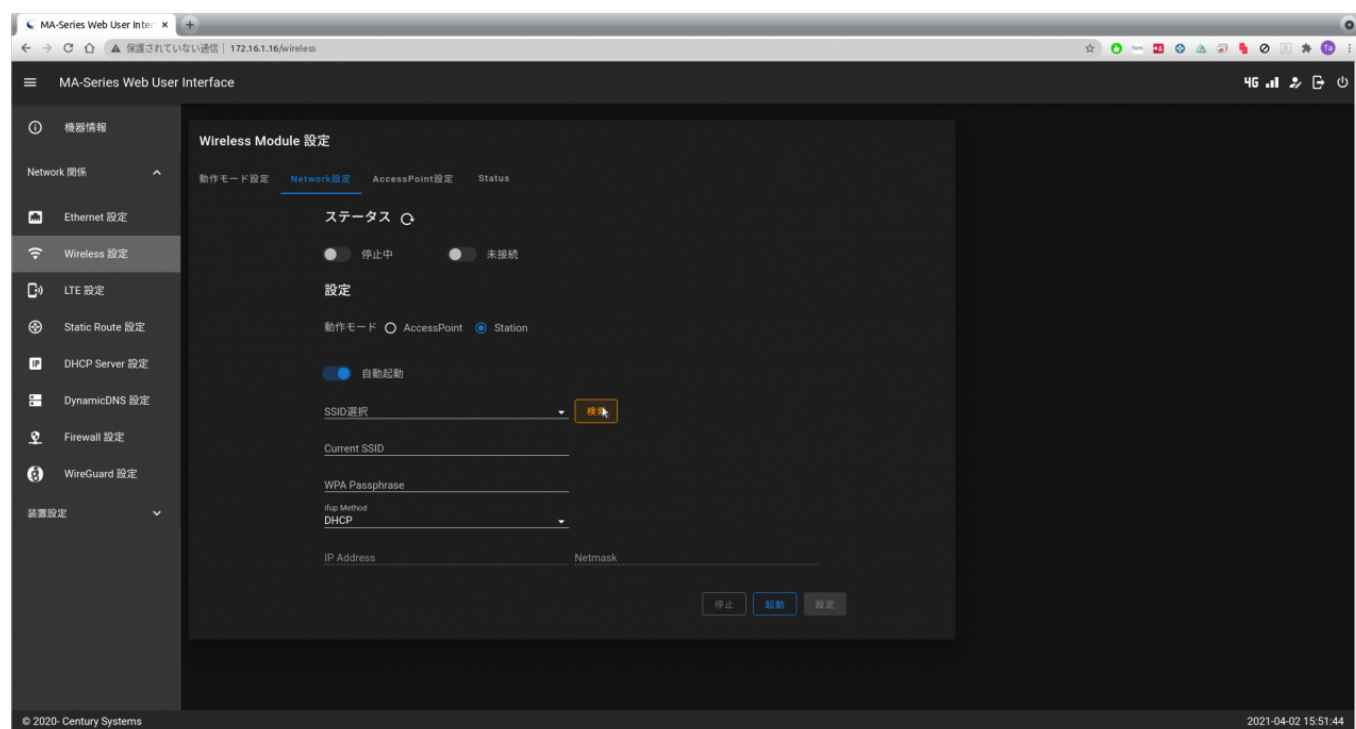 MA-Series Web User Inter
保護されていない通信 172.16.1.16/wireless
MA-Series Web User Interface
4G
機器情報
Network 関係
Ethernet 設定
Wireless 設定
LTE 設定
Static Route 設定
IP
DHCP Server 設定
DynamicDNS 設定
Firewall 設定
WireGuard 設定
装置設定
Wireless Module 設定
動作モード設定 Network設定 AccessPoint設定 Status
ステータス
停止中 未接続
設定
動作モード AccessPoint Station
自動起動
SSID選択 検索
Current SSID
WPA Passphrase
ifup Method
DHCP
IP Address Netmask
停止 起動 設定
© 2020- Century Systems
2021-04-02 15:51:44